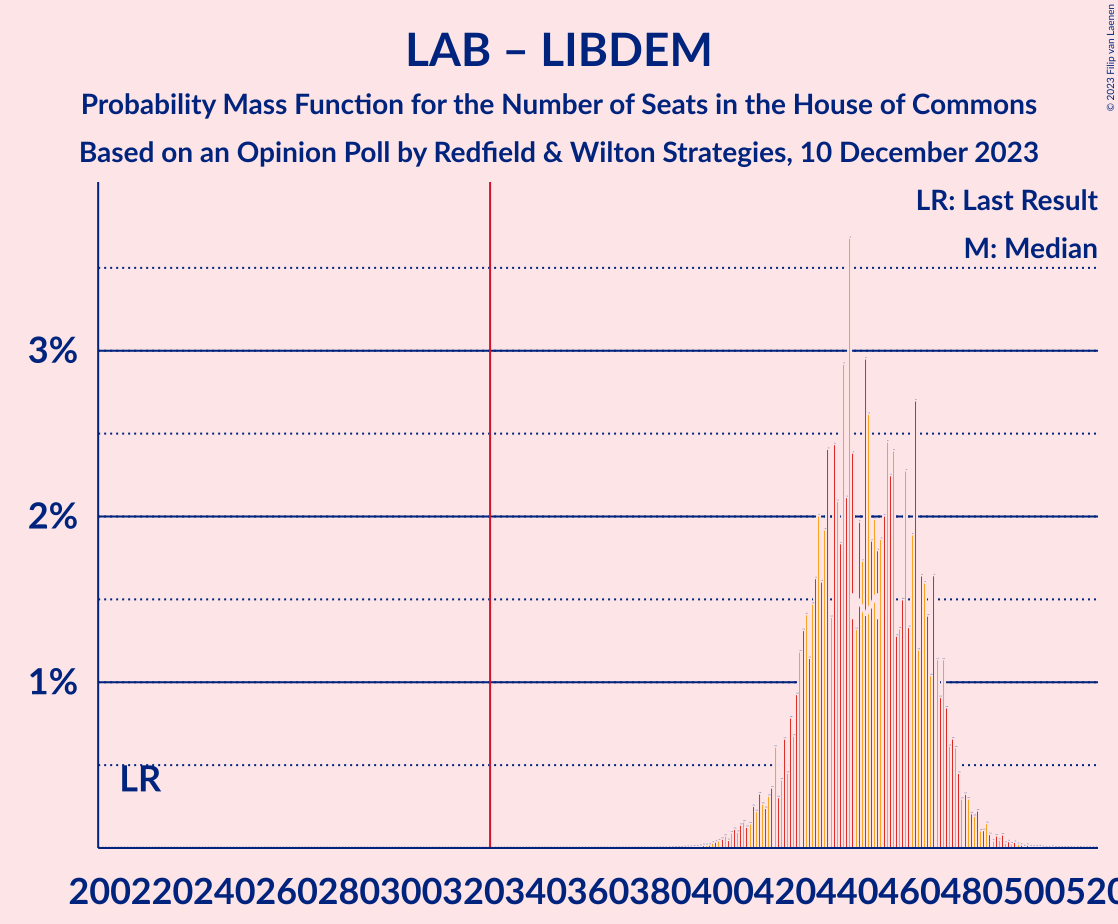 LAB – LIBDEM
Probability Mass Function for the Number of Seats in the House of Commons
Based on an Opinion Poll by Redfield & Wilton Strategies, 10 December 2023
© 2023 Filip van Laenen
LR: Last Result
M: Median
3%
2%
1%
LR
M
200 220 240 260 280 300 320 340 360 380 400 420 440 460 480 500 520